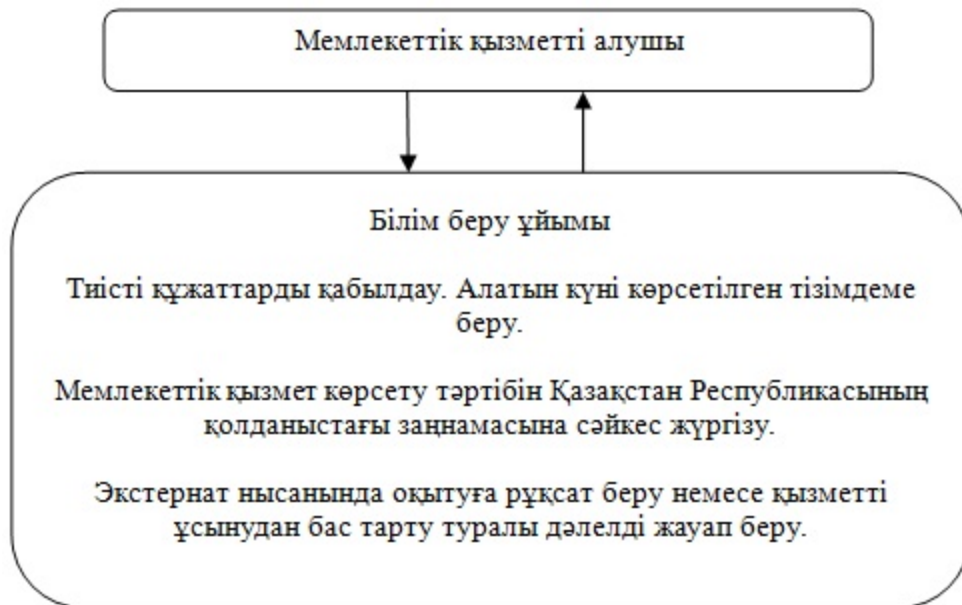 Мемлекеттік қызметті алушы
Білім беру ұйымы
Тиісті құжаттарды қабылдау. Алатын күні көрсетілген тізімдеме
беру.
Мемлекеттік қызмет көрсету тәртібін Қазақстан Республикасының
қолданыстағы заңнамасына сәйкес жүргізу.
Экстернат нысанында оқытуға рұқсат беру немесе қызметті
ұсынудан бас тарту туралы дәлелді жауап беру.